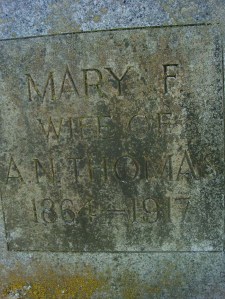 MARY F
WIFE OF
A.N. THOMAS
1864–1917